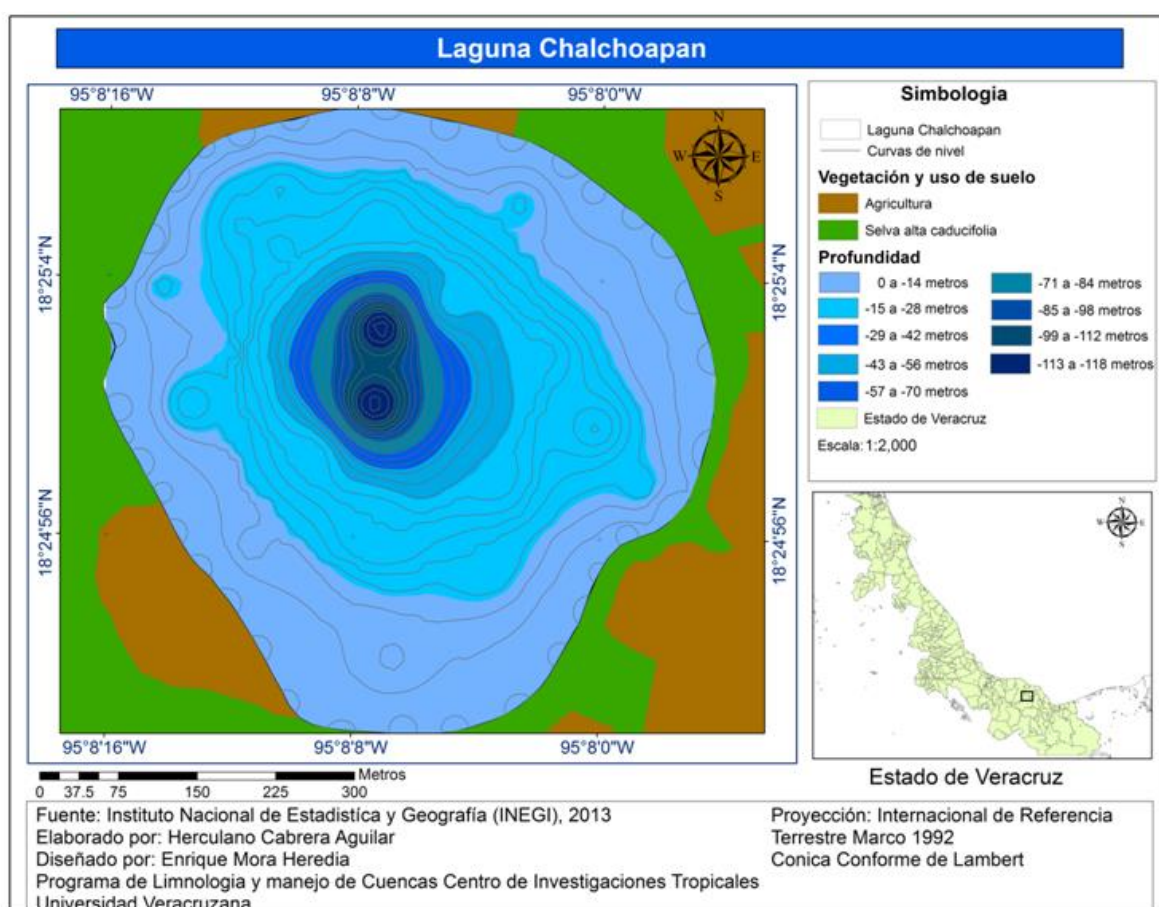 Laguna Chalchoapan
95°8'16"W 95°8'8"W 95°8'0"W
N
W E
S
18°25'4"N 18°25'4"N
18°24'56"N 18°24'56"N
95°8'16"W 95°8'8"W 95°8'0"W
Metros
0 37.5 75 150 225 300
Simbologia
Laguna Chalchoapan
Curvas de nivel
Vegetación y uso de suelo
Agricultura
Selva alta caducifolia
Profundidad
0 a -14 metros
-15 a -28 metros
-29 a -42 metros
-43 a -56 metros
-57 a -70 metros
-71 a -84 metros
-85 a -98 metros
-99 a -112 metros
-113 a -118 metros
Estado de Veracruz
Escala: 1:2,000
N
W E
S
Estado de Veracruz
Fuente: Instituto Nacional de Estadistíca y Geografía (INEGI), 2013
Elaborado por: Herculano Cabrera Aguilar
Diseñado por: Enrique Mora Heredia
Programa de Limnologia y manejo de Cuencas Centro de Investigaciones Tropicales
Universidad Veracruzana
Proyección: Internacional de Referencia
Terrestre Marco 1992
Conica Conforme de Lambert